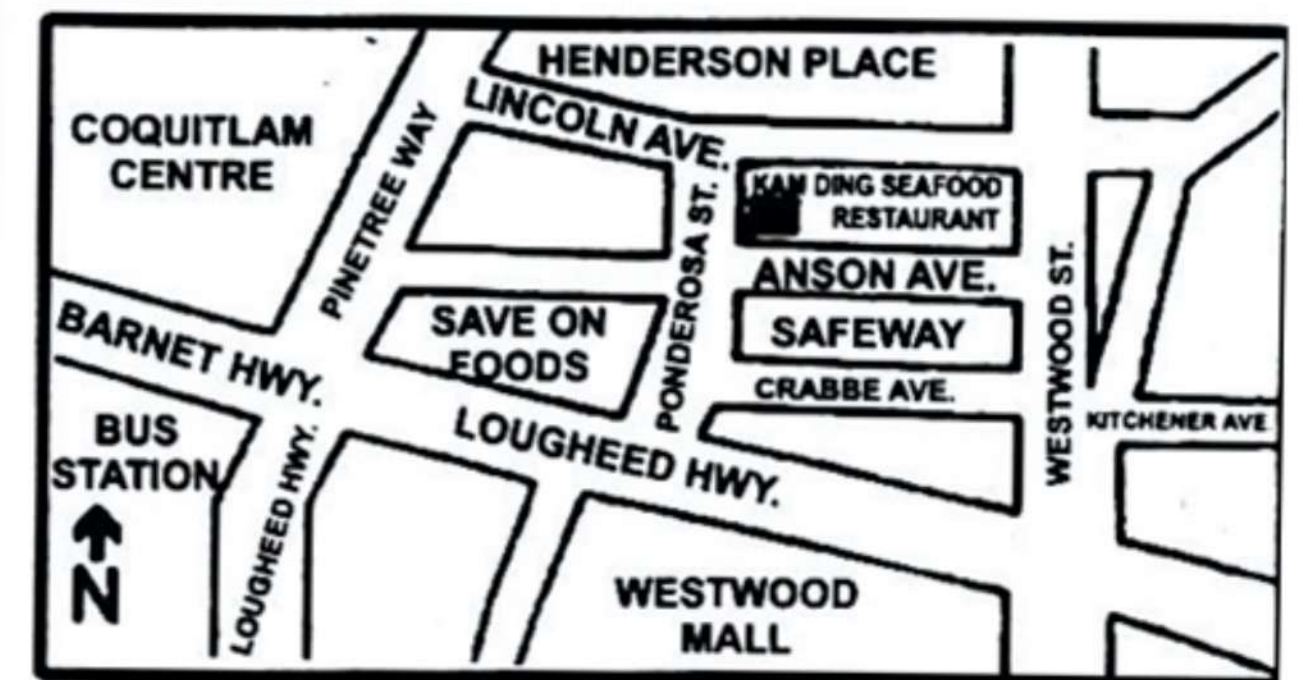 HENDERSON PLACE
LINCOLN AVE.
COQUITLAM
CENTRE
PINETREE WAY
KAM DING SEAFOOD
RESTAURANT
PONDEROSA ST.
ANSON AVE.
WESTWOOD ST.
BARNET HWY.
SAVE ON
FOODS
SAFEWAY
CRABBE AVE.
KITCHENER AVE
BUS
STATION
LOUGHEED HWY.
LOUGHEED HWY.
N
WESTWOOD
MALL